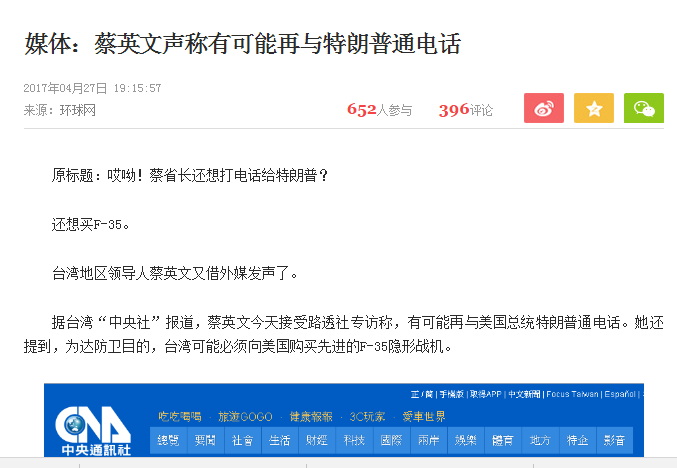 媒体：蔡英文声称有可能再与特朗普通电话
2017年04月27日 19:15:57
来源：环球网
652人参与 396评论
原标题：哎呦！蔡省长还想打电话给特朗普？
还想买F-35。
台湾地区领导人蔡英文又借外媒发声了。
据台湾“中央社”报道，蔡英文今天接受路透社专访称，有可能再与美国总统特朗普通电话。她还
提到，为达防卫目的，台湾可能必须向美国购买先进的F-35隐形战机。
正/簡 | 手機版 | 取得APP | 中文新聞 | Focus Taiwan | Español |
吃吃喝喝 · 旅遊GOGO · 健康報報 · 3C玩家 · 愛車世界
CNA
中央通訊社
總覽 要聞 社會 生活 財經 科技 國際 兩岸 娛樂 體育 地方 特企 影音